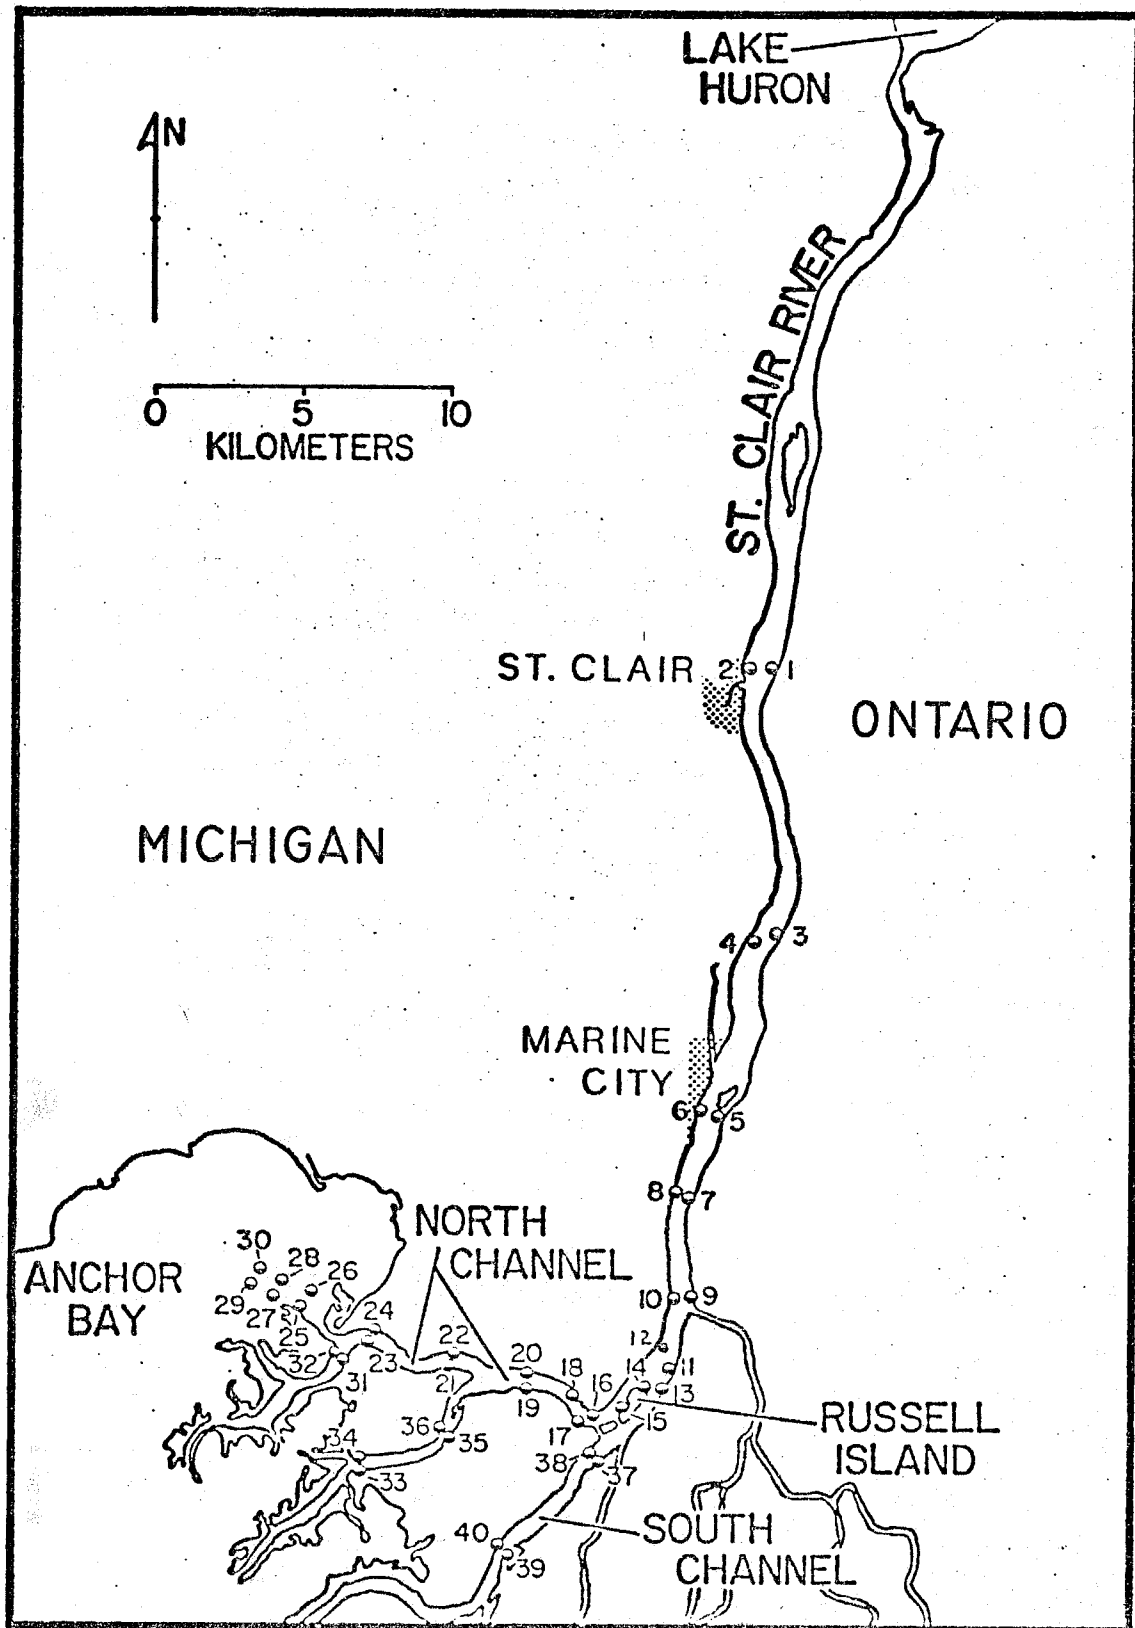 LAKE
HURON
N
0 5 10
KILOMETERS
ST. CLAIR RIVER
ST. CLAIR
2
1
ONTARIO
MICHIGAN
4
3
MARINE
CITY
6
5
8
7
NORTH
CHANNEL
ANCHOR
BAY
30
28
26
29
27
25
24
23
22
21
20
19
18
17
16
15
14
13
12
11
10
9
32
31
34
33
36
35
38
37
RUSSELL
ISLAND
40
39
SOUTH
CHANNEL